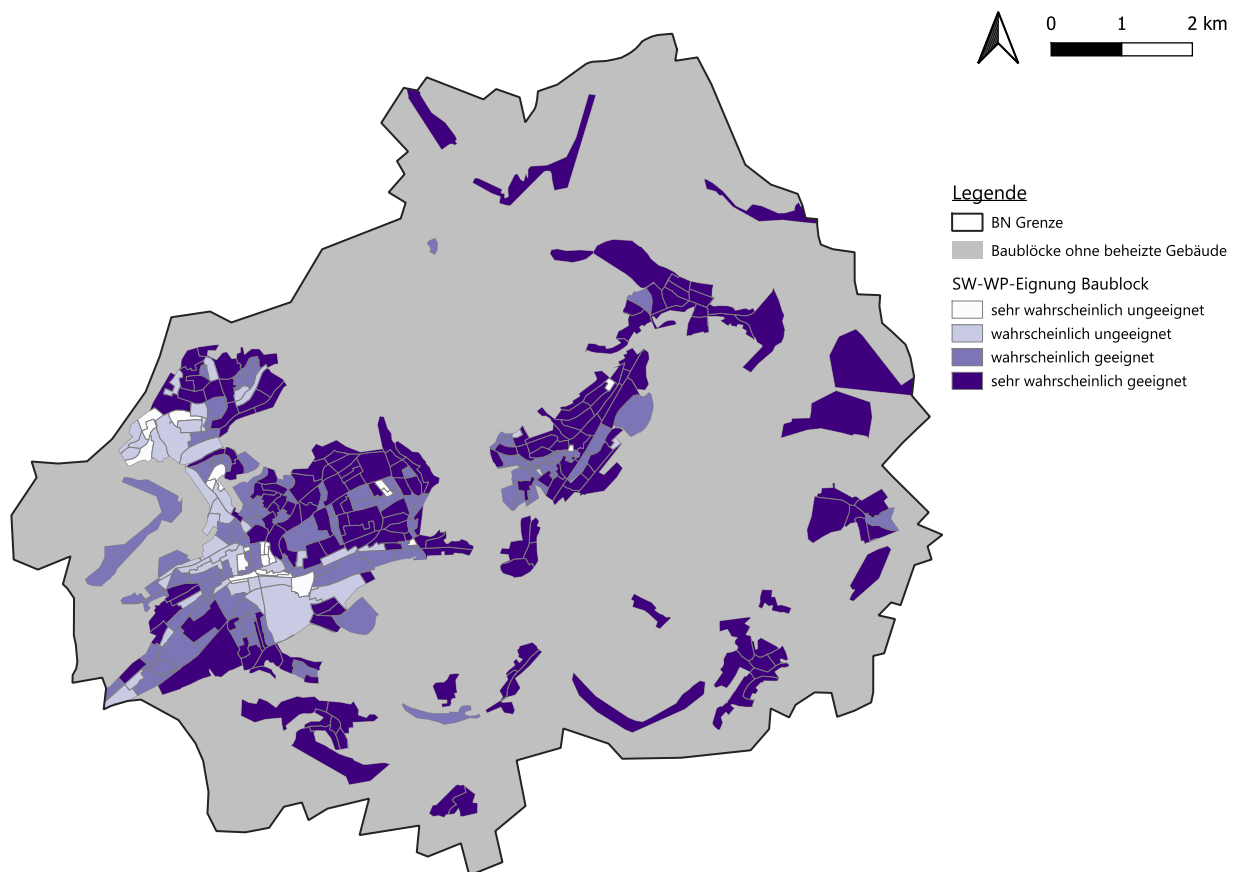 0 1 2 km
Legende
BN Grenze
Baublöcke ohne beheizte Gebäude
SW-WP-Eignung Baublock
sehr wahrscheinlich ungeeignet
wahrscheinlich ungeeignet
wahrscheinlich geeignet
sehr wahrscheinlich geeignet